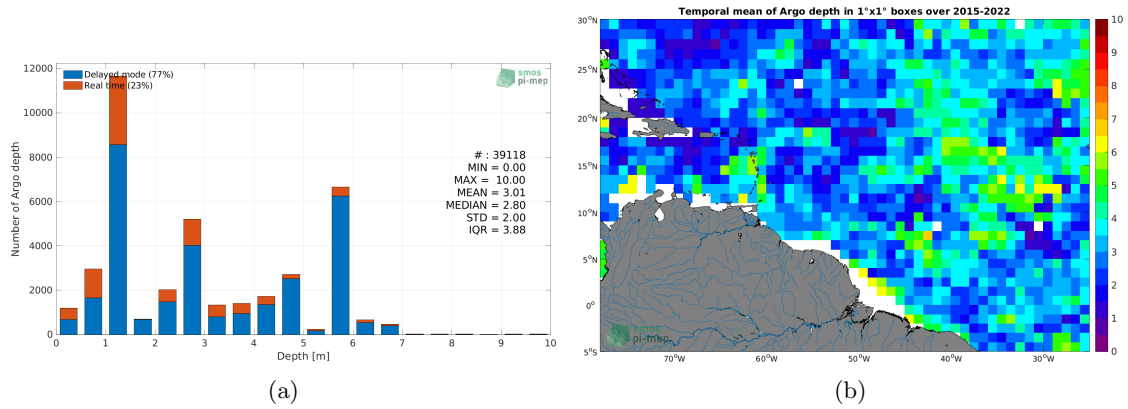 12000
10000
8000
6000
4000
2000
0
Number of Argo depth
Delayed mode (77%)
Real time (23%)
smos
pi-mep
# : 39118
MIN = 0.00
MAX = 10.00
MEAN = 3.01
MEDIAN = 2.80
STD = 2.00
IQR = 3.88
0 1 2 3 4 5 6 7 8 9 10
Depth [m]
(a)
Temporal mean of Argo depth in 1°x1° boxes over 2015-2022
30°N
25°N
20°N
15°N
10°N
5°N
0°
5°S
70°W 60°W 50°W 40°W 30°W
smos
pi-mep
10
9
8
7
6
5
4
3
2
1
0
(b)